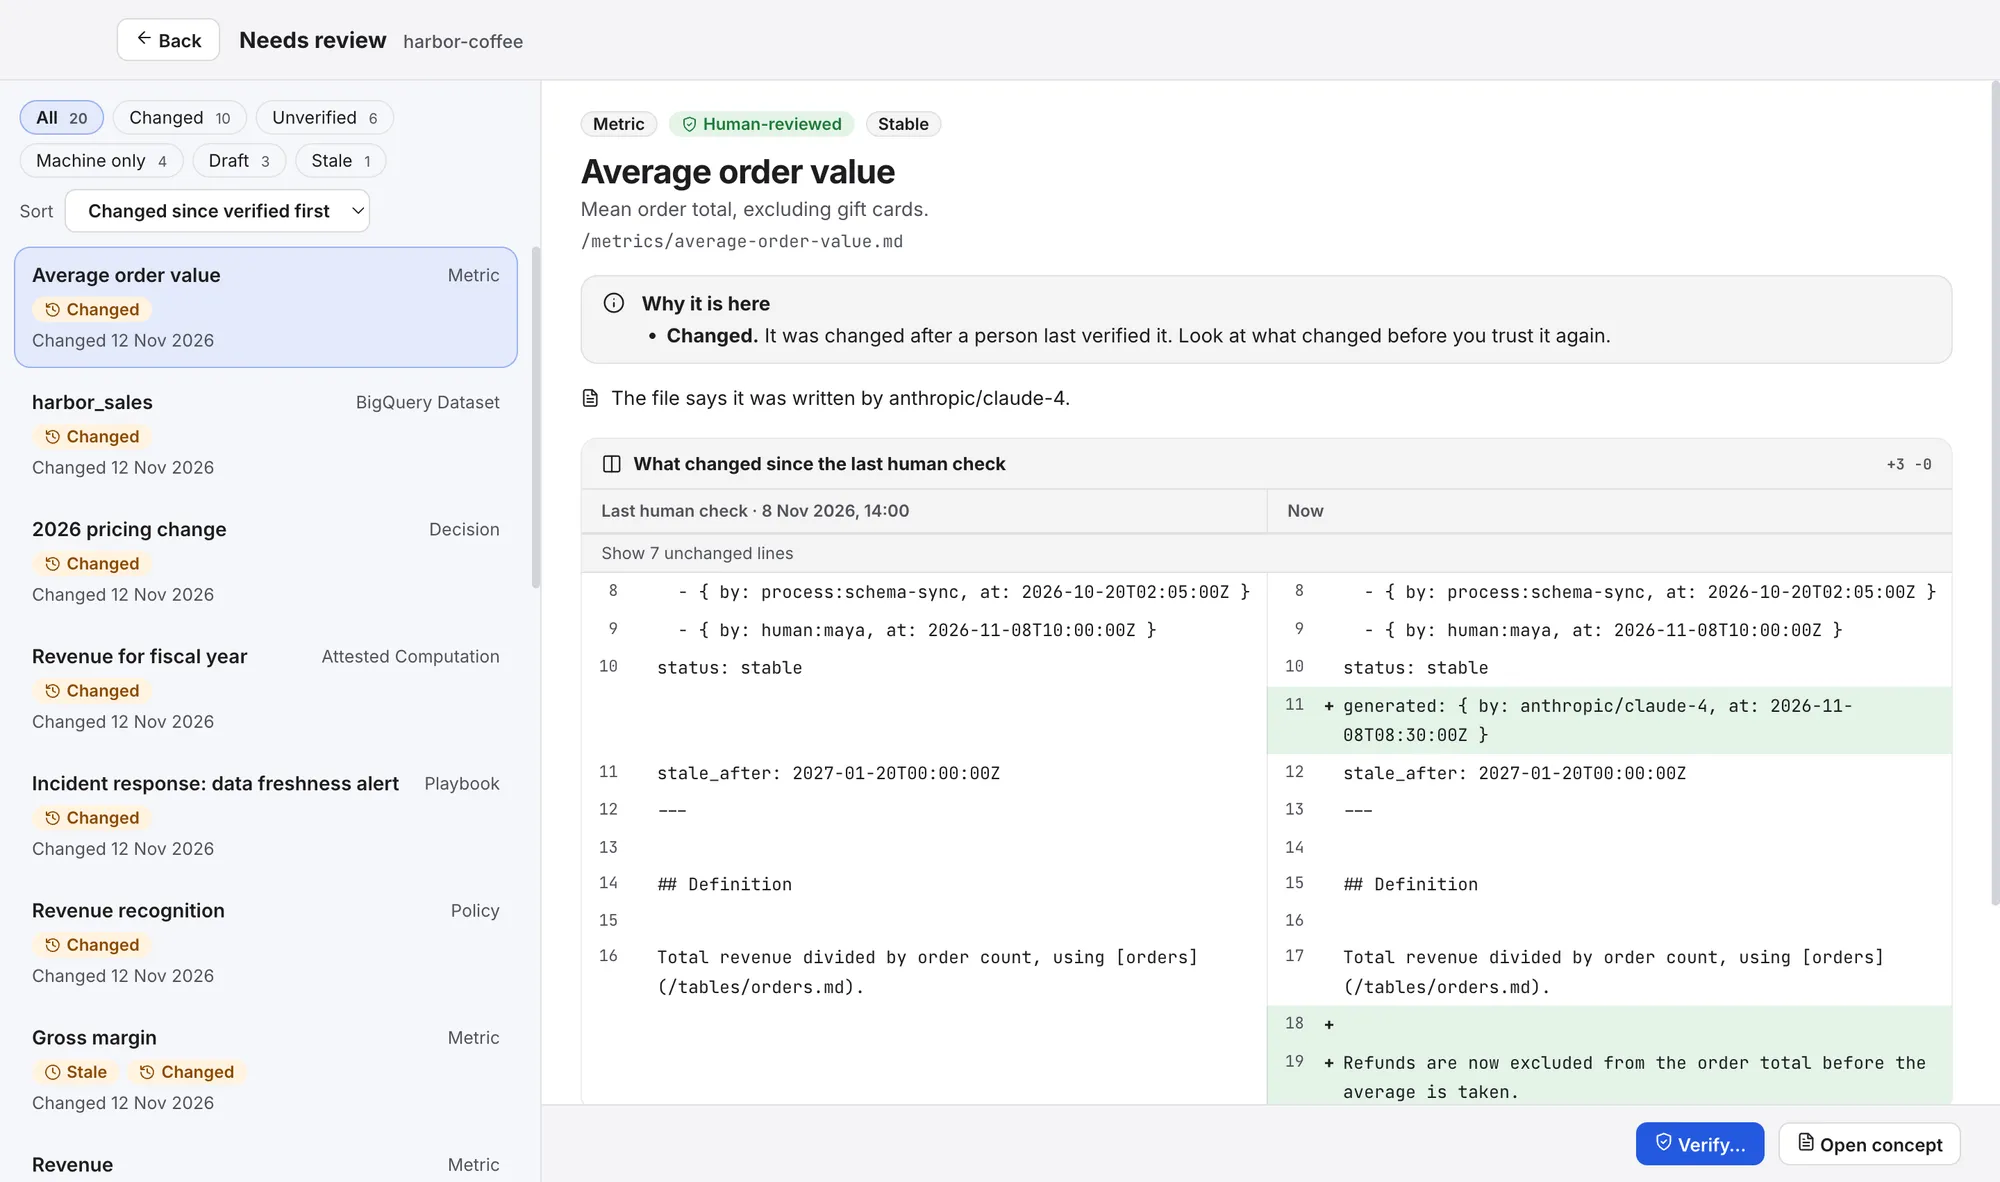 Back
Needs review harbor-coffee
All 20 Changed 10 Unverified 6
Machine only 4 Draft 3 Stale 1
Sort Changed since verified first
Average order value Metric
Changed
Changed 12 Nov 2026
harbor_sales BigQuery Dataset
Changed
Changed 12 Nov 2026
2026 pricing change Decision
Changed
Changed 12 Nov 2026
Revenue for fiscal year Attested Computation
Changed
Changed 12 Nov 2026
Incident response: data freshness alert Playbook
Changed
Changed 12 Nov 2026
Revenue recognition Policy
Changed
Changed 12 Nov 2026
Gross margin Metric
Stale Changed
Changed 12 Nov 2026
Revenue Metric
Metric Human-reviewed Stable
Average order value
Mean order total, excluding gift cards.
/metrics/average-order-value.md
Why it is here
• Changed. It was changed after a person last verified it. Look at what changed before you trust it again.
The file says it was written by anthropic/claude-4.
What changed since the last human check +3 -0
Last human check · 8 Nov 2026, 14:00
Show 7 unchanged lines
8 - { by: process:schema-sync, at: 2026-10-20T02:05:00Z }
9 - { by: human:maya, at: 2026-11-08T10:00:00Z }
10 status: stable
11 stale_after: 2027-01-20T00:00:00Z
12 ---
13
14 ## Definition
15
16 Total revenue divided by order count, using [orders]
(/tables/orders.md).
Now
8 - { by: process:schema-sync, at: 2026-10-20T02:05:00Z }
9 - { by: human:maya, at: 2026-11-08T10:00:00Z }
10 status: stable
11 + generated: { by: anthropic/claude-4, at: 2026-11-
08T08:30:00Z }
12 stale_after: 2027-01-20T00:00:00Z
13 ---
14
15 ## Definition
16
17 Total revenue divided by order count, using [orders]
(/tables/orders.md).
18 +
19 + Refunds are now excluded from the order total before the
average is taken.
Verify... Open concept